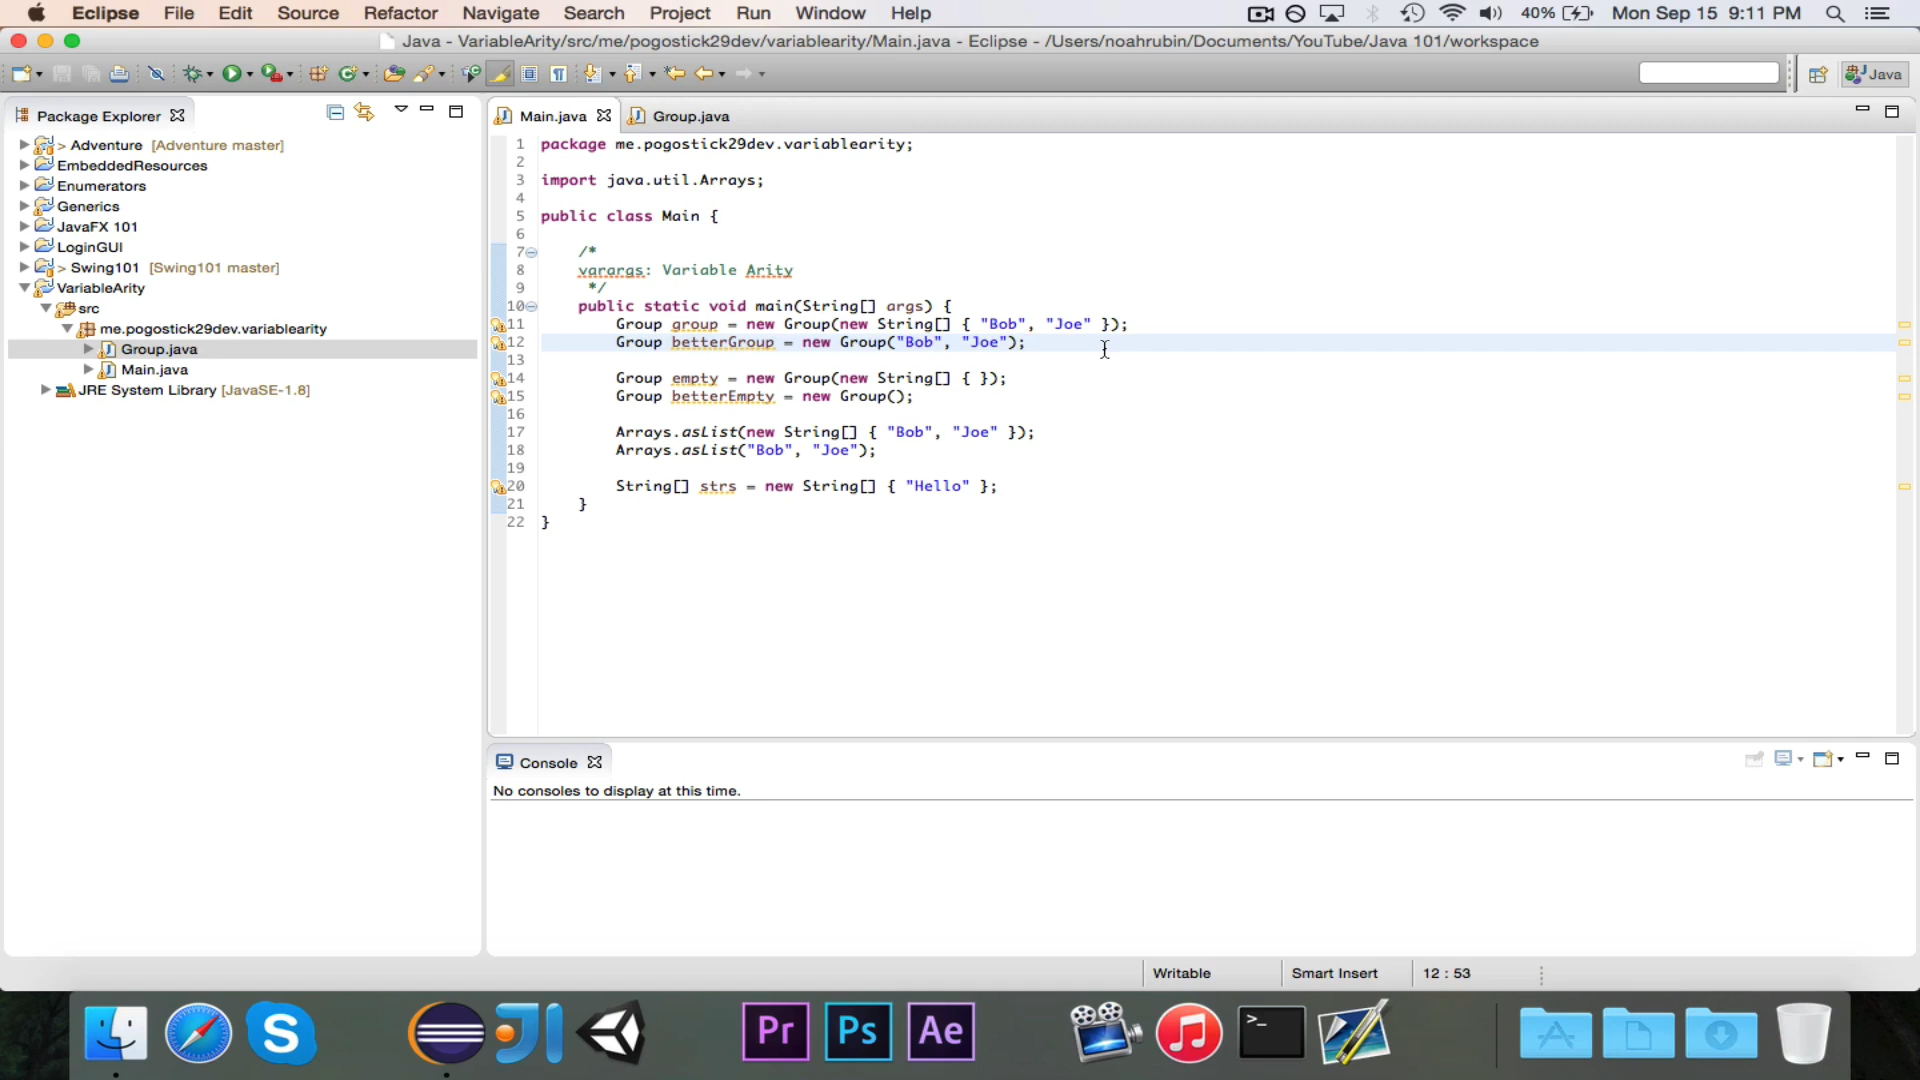 Eclipse File Edit Source Refactor Navigate Search Project Run Window Help 40% Mon Sep 15 9:11 PM
Java - VariableArity/src/me/pogostick29dev/variablearity/Main.java - Eclipse - /Users/noahrubin/Documents/YouTube/Java 101/workspace
Java
Package Explorer
> Adventure [Adventure master]
EmbeddedResources
Enumerators
Generics
JavaFX 101
LoginGUI
> Swing101 [Swing101 master]
VariableArity
src
me.pogostick29dev.variablearity
Group.java
Main.java
JRE System Library [JavaSE-1.8]
Main.java Group.java
1 package me.pogostick29dev.variablearity;
2
3 import java.util.Arrays;
4
5 public class Main {
6
7 /*
8 varargs: Variable Arity
9 */
10 public static void main(String[] args) {
11 Group group = new Group(new String[] { "Bob", "Joe" });
12 Group betterGroup = new Group("Bob", "Joe");
13
14 Group empty = new Group(new String[] { });
15 Group betterEmpty = new Group();
16
17 Arrays.asList(new String[] { "Bob", "Joe" });
18 Arrays.asList("Bob", "Joe");
19
20 String[] strs = new String[] { "Hello" };
21 }
22 }
Console
No consoles to display at this time.
Writable Smart Insert 12 : 53
S Pr Ps Ae >_